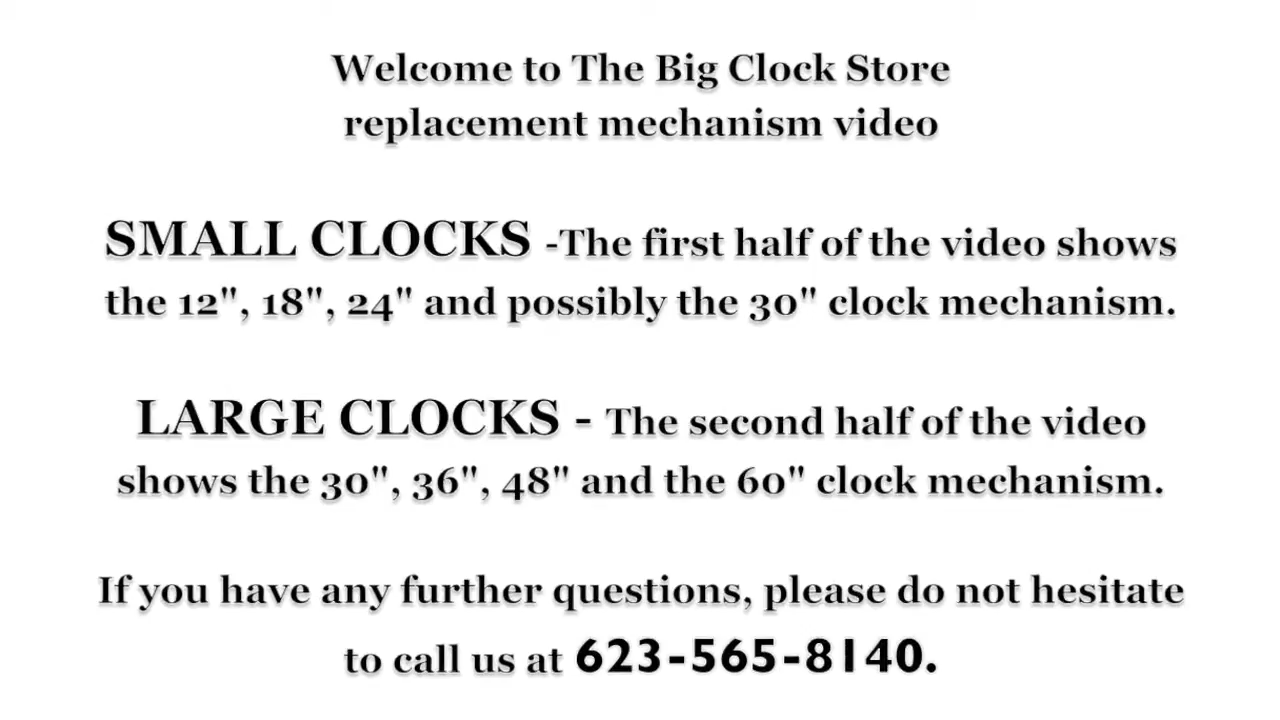 Welcome to The Big Clock Store
replacement mechanism video
SMALL CLOCKS -The first half of the video shows
the 12", 18", 24" and possibly the 30" clock mechanism.
LARGE CLOCKS - The second half of the video
shows the 30", 36", 48" and the 60" clock mechanism.
If you have any further questions, please do not hesitate
to call us at 623-565-8140.